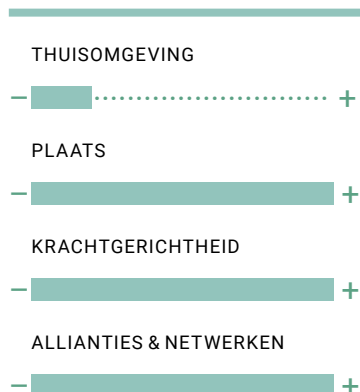 THUISOMGEVING
– +
PLAATS
– +
KRACHTGERICHTHEID
– +
ALLIANTIES & NETWERKEN
– +